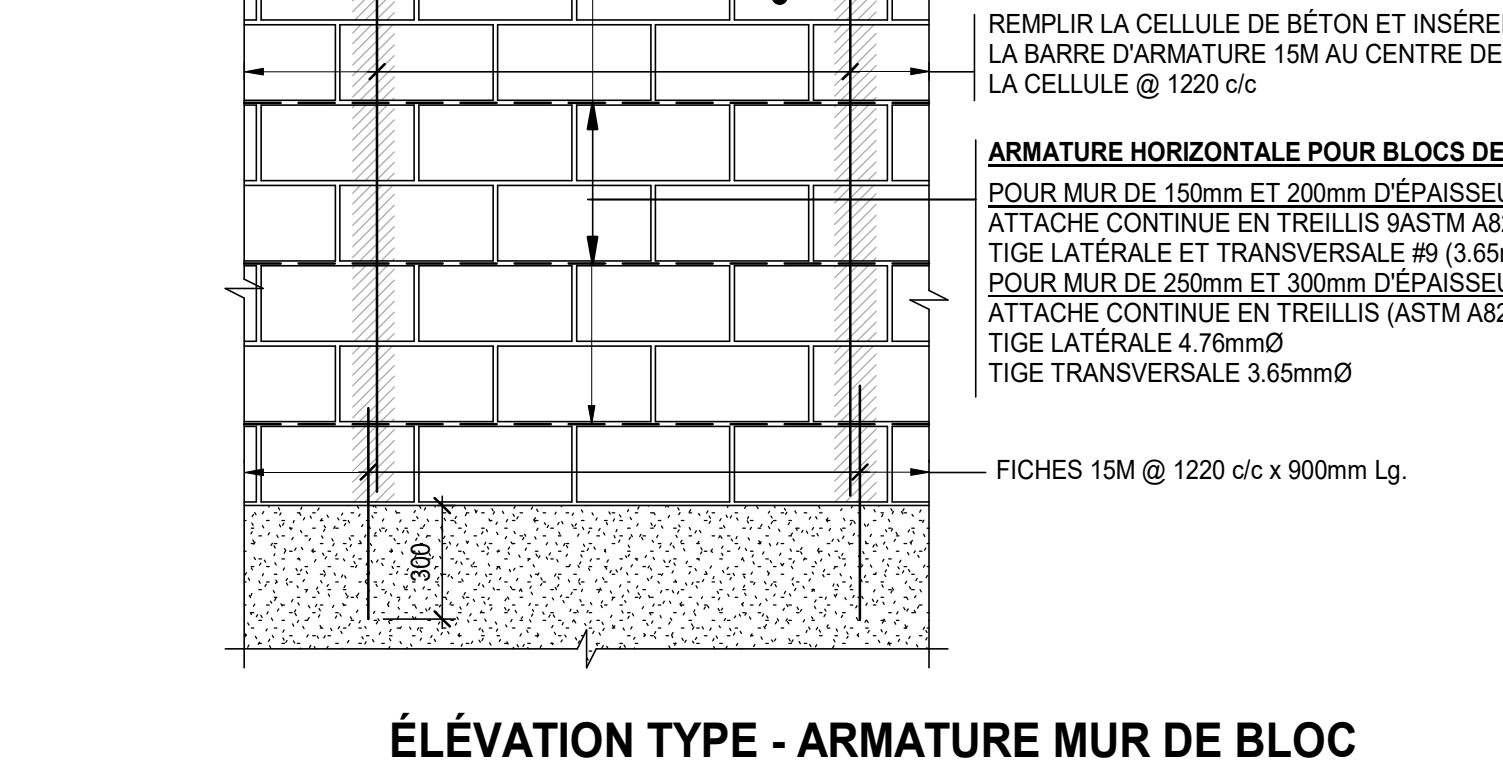 REMPLIR LA CELLULE DE BÉTON ET INSÉRE
LA BARRE D'ARMATURE 15M AU CENTRE DE
LA CELLULE @ 1220 c/c
ARMATURE HORIZONTALE POUR BLOCS DE
POUR MUR DE 150mm ET 200mm D'ÉPAISSEU
ATTACHE CONTINUE EN TREILLIS 9ASTM A82
TIGE LATÉRALE ET TRANSVERSALE #9 (3.65
POUR MUR DE 250mm ET 300mm D'ÉPAISSEU
ATTACHE CONTINUE EN TREILLIS (ASTM A82
TIGE LATÉRALE 4.76mmØ
TIGE TRANSVERSALE 3.65mmØ
FICHES 15M @ 1220 c/c x 900mm Lg.
300
ÉLÉVATION TYPE - ARMATURE MUR DE BLOC